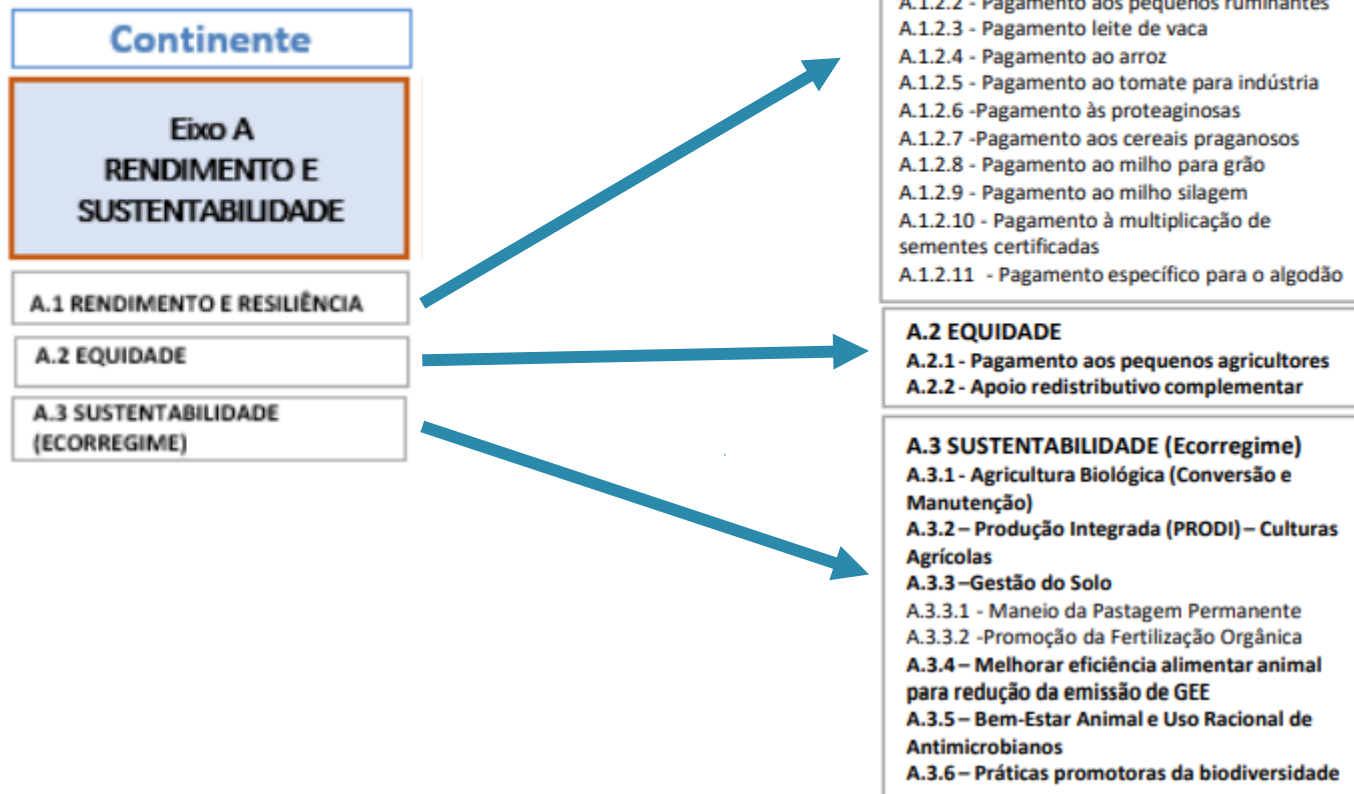 Continente
Eixo A
RENDIMENTO E
SUSTENTABILIDADE
A.1 RENDIMENTO E RESILIÊNCIA
A.2 EQUIDADE
A.3 SUSTENTABILIDADE
(ECORREGIME)
A.1.2.2 - Pagamento aos pequenos ruminantes
A.1.2.3 - Pagamento leite de vaca
A.1.2.4 - Pagamento ao arroz
A.1.2.5 - Pagamento ao tomate para indústria
A.1.2.6 -Pagamento às proteaginosas
A.1.2.7 -Pagamento aos cereais praganosos
A.1.2.8 - Pagamento ao milho para grão
A.1.2.9 - Pagamento ao milho silagem
A.1.2.10 - Pagamento à multiplicação de
sementes certificadas
A.1.2.11 - Pagamento específico para o algodão
A.2 EQUIDADE
A.2.1 - Pagamento aos pequenos agricultores
A.2.2 - Apoio redistributivo complementar
A.3 SUSTENTABILIDADE (Ecorregime)
A.3.1 - Agricultura Biológica (Conversão e
Manutenção)
A.3.2 – Produção Integrada (PRODI) – Culturas
Agrícolas
A.3.3 –Gestão do Solo
A.3.3.1 - Maneio da Pastagem Permanente
A.3.3.2 -Promoção da Fertilização Orgânica
A.3.4 – Melhorar eficiência alimentar animal
para redução da emissão de GEE
A.3.5 – Bem-Estar Animal e Uso Racional de
Antimicrobianos
A.3.6 – Práticas promotoras da biodiversidade